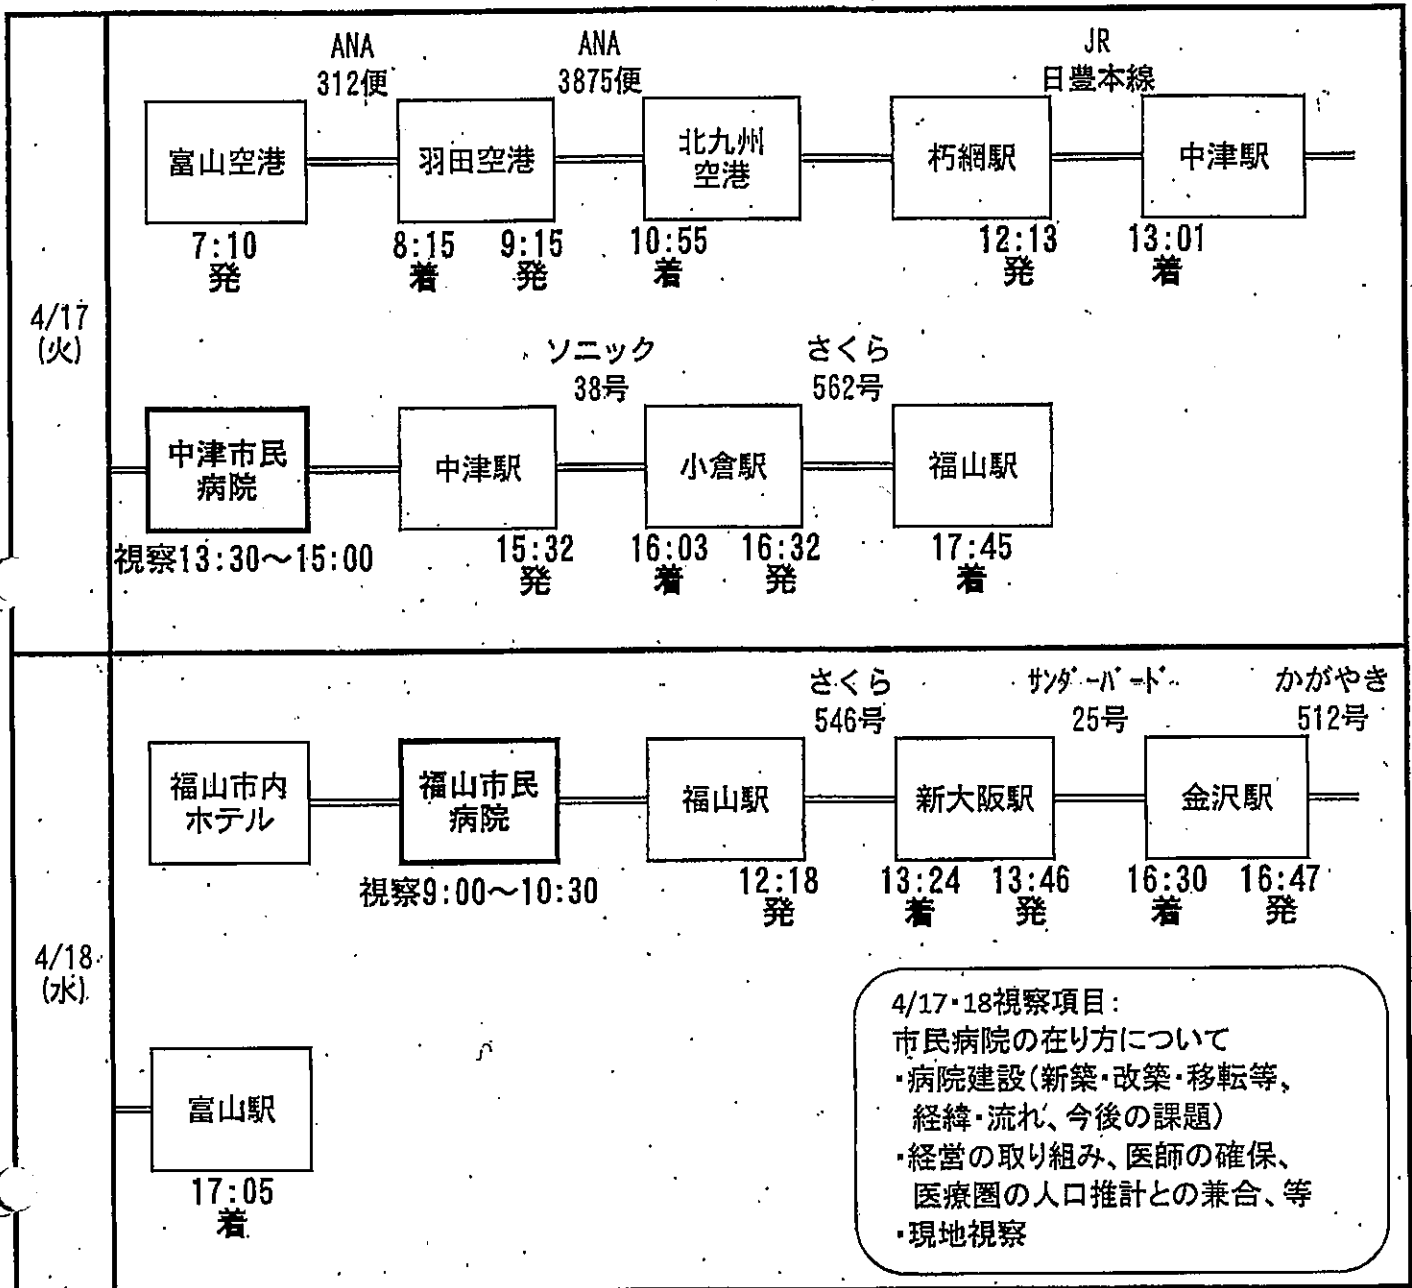 4/17
(火)
ANA
312便
ANA
3875便
JR
日豊本線
富山空港
羽田空港
北九州
空港
朽網駅
中津駅
7:10
発
8:15
着
9:15
発
10:55
着
12:13
発
13:01
着
ソニック
38号
さくら
562号
中津市民
病院
中津駅
小倉駅
福山駅
視察13:30～15:00
15:32
発
16:03
着
16:32
発
17:45
着
4/18
(水)
さくら
546号
ｻﾝﾀﾞｰﾊﾞｰﾄﾞ
25号
かがやき
512号
福山市内
ホテル
福山市民
病院
福山駅
新大阪駅
金沢駅
視察9:00～10:30
12:18
発
13:24
着
13:46
発
16:30
着
16:47
発
富山駅
17:05
着
4/17・18視察項目：
市民病院の在り方について
・病院建設(新築・改築・移転等、
経緯・流れ、今後の課題)
・経営の取り組み、医師の確保、
医療圏の人口推計との兼合、等
・現地視察